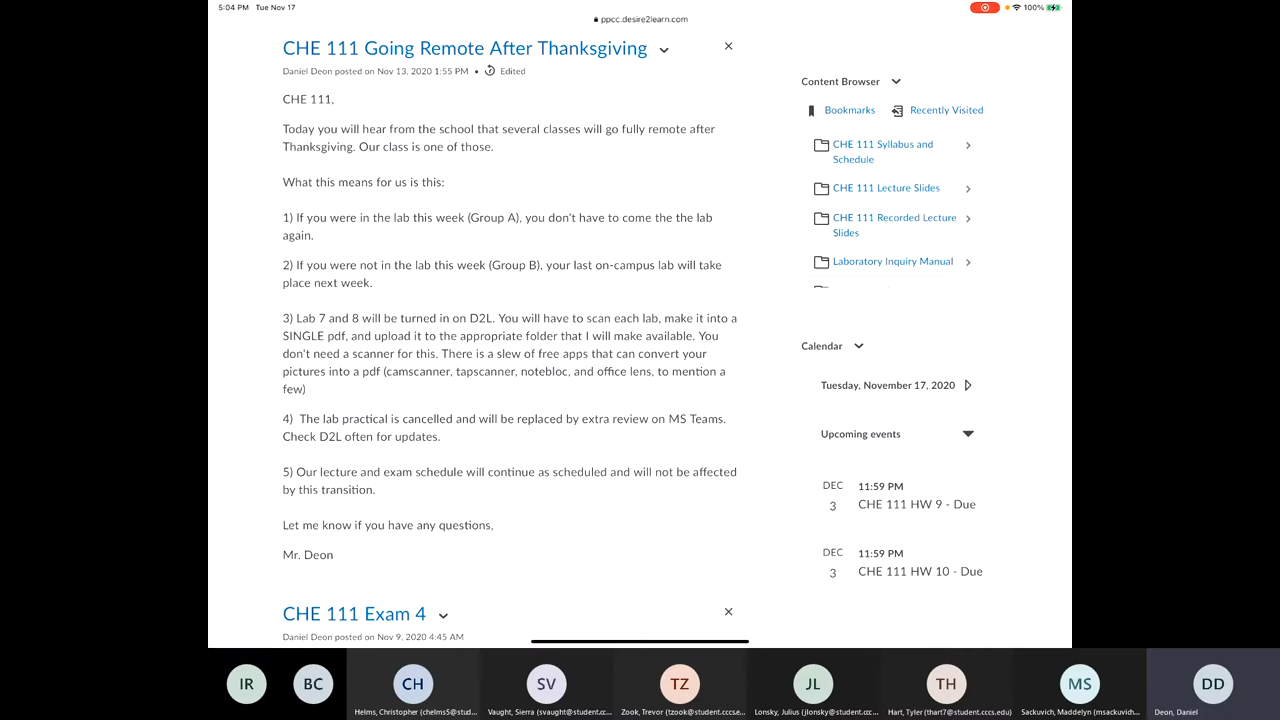 5:04 PM Tue Nov 17
100%
ppcc.desire2learn.com
CHE 111 Going Remote After Thanksgiving
Daniel Deon posted on Nov 13, 2020 1:55 PM • Edited
CHE 111,
Today you will hear from the school that several classes will go fully remote after
Thanksgiving. Our class is one of those.
What this means for us is this:
1) If you were in the lab this week (Group A), you don't have to come the the lab
again.
2) If you were not in the lab this week (Group B), your last on-campus lab will take
place next week.
3) Lab 7 and 8 will be turned in on D2L. You will have to scan each lab, make it into a
SINGLE pdf, and upload it to the appropriate folder that I will make available. You
don't need a scanner for this. There is a slew of free apps that can convert your
pictures into a pdf (camscanner, tapscanner, notebloc, and office lens, to mention a
few)
4) The lab practical is cancelled and will be replaced by extra review on MS Teams.
Check D2L often for updates.
5) Our lecture and exam schedule will continue as scheduled and will not be affected
by this transition.
Let me know if you have any questions,
Mr. Deon
CHE 111 Exam 4
Daniel Deon posted on Nov 9, 2020 4:45 AM
Content Browser
Bookmarks Recently Visited
CHE 111 Syllabus and
Schedule
CHE 111 Lecture Slides
CHE 111 Recorded Lecture
Slides
Laboratory Inquiry Manual
Calendar
Tuesday, November 17, 2020
Upcoming events
DEC 11:59 PM
3 CHE 111 HW 9 - Due
DEC 11:59 PM
3 CHE 111 HW 10 - Due
IR BC CH SV TZ JL TH MS DD
Helms, Christopher (chelms5@stud... Vaught, Sierra (svaught@student.cc... Zook, Trevor (tzook@student.cccs.e... Lonsky, Julius (jlonsky@student.ccc... Hart, Tyler (thart7@student.cccs.edu) Sackuvich, Maddelyn (msackuvich... Deon, Daniel